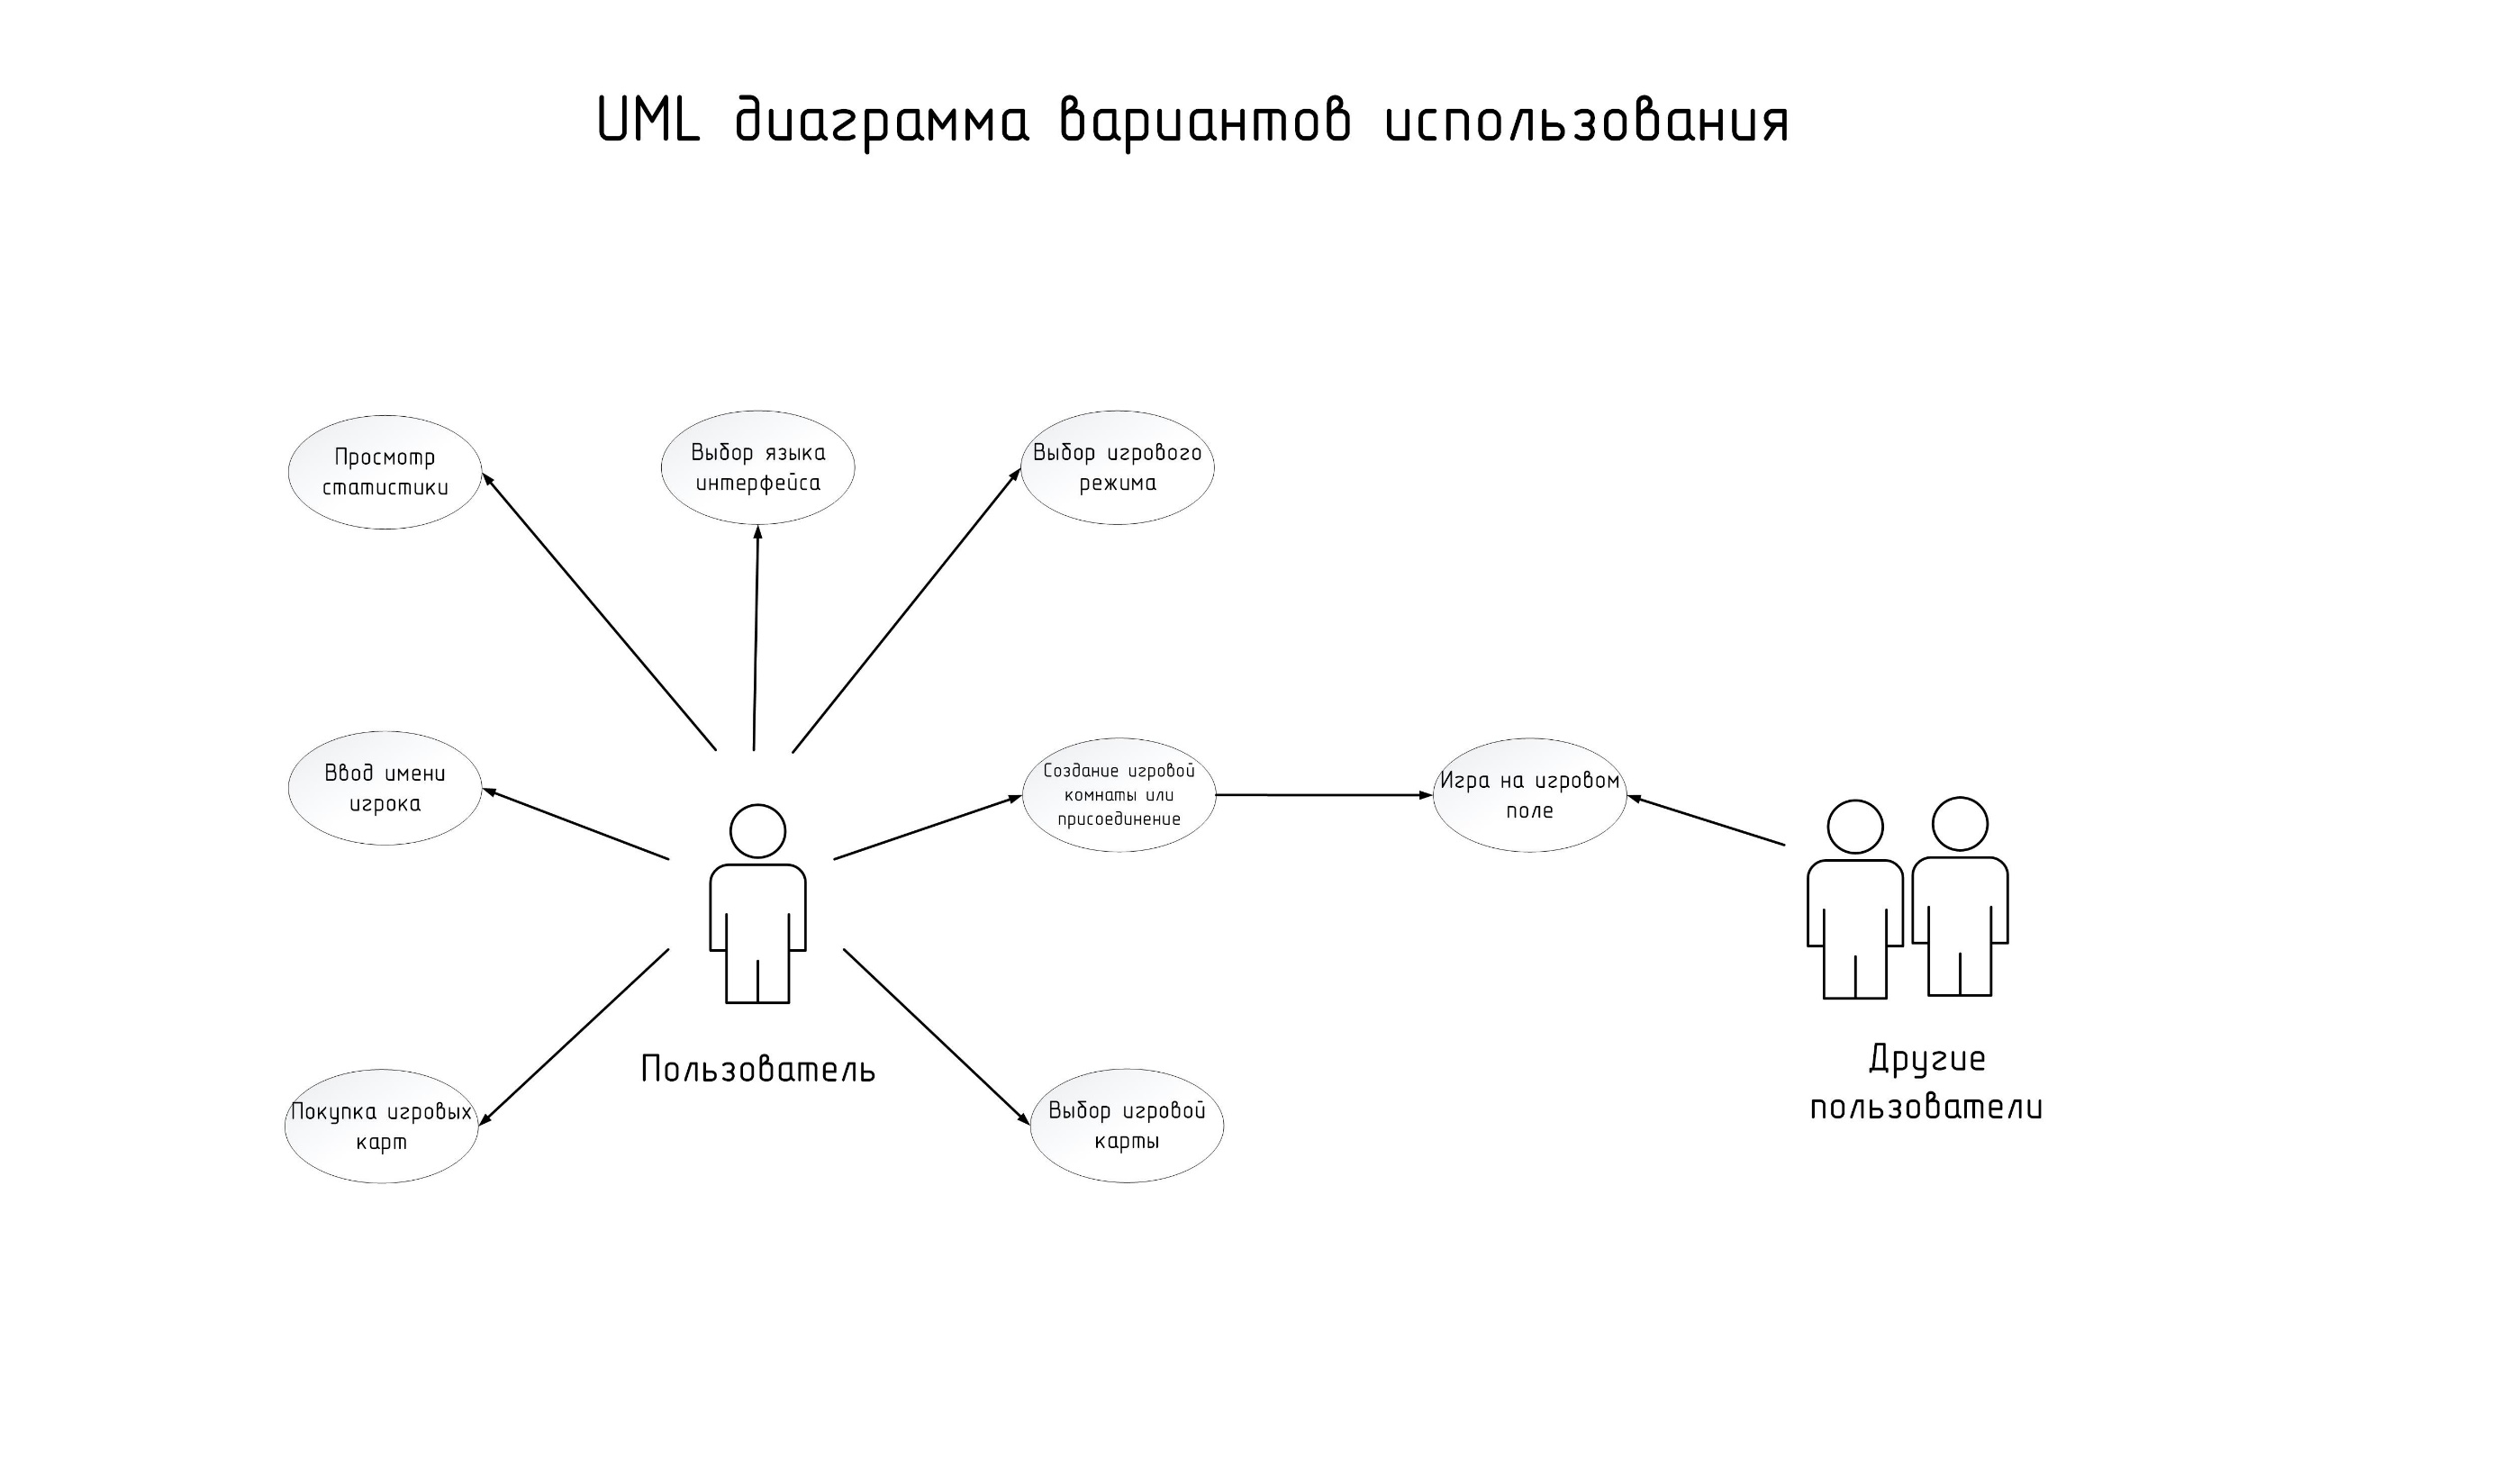 UML диаграмма вариантов использования
Просмотр
статистики
Выбор языка
интерфейса
Выбор игрового
режима
Ввод имени
игрока
Создание игровой
комнаты или
присоединение
Игра на игровом
поле
Пользователь
Другие
пользователи
Покупка игровых
карт
Выбор игровой
карты